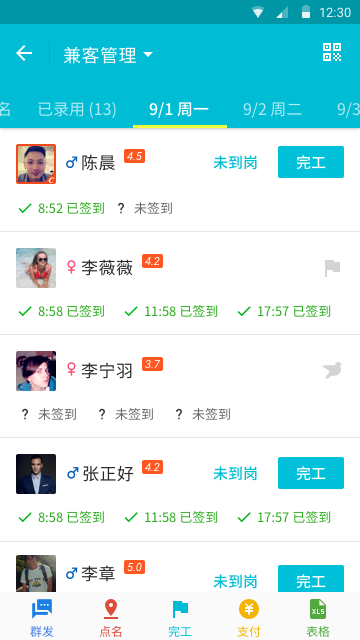 12:30
兼客管理
名 已录用 (13) 9/1 周一 9/2 周二 9/3
陈晨 4.5 未到岗 完工
8:52 已签到 ? 未签到
李薇薇 4.2
8:58 已签到 11:58 已签到 17:57 已签到
李宁羽 3.7
? 未签到 ? 未签到 ? 未签到
张正好 4.2 未到岗 完工
8:58 已签到 11:58 已签到 17:57 已签到
李章 5.0 未到岗 完工
群发 点名 完工 支付 XLS 表格